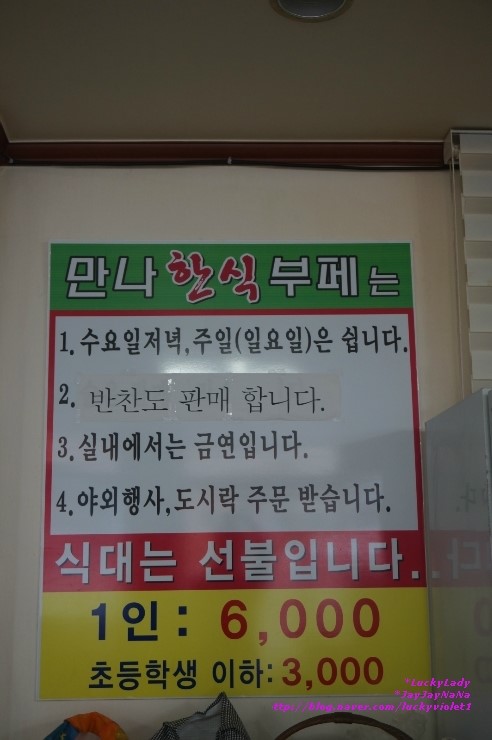 만나 한식 부페는
1. 수요일저녁,주일(일요일)은 쉽니다.
2. 반찬도 판매 합니다.
3. 실내에서는 금연입니다.
4. 야외행사,도시락 주문 받습니다.
식대는 선불입니다..
1인: 6,000
초등학생 이하: 3,000
*LuckyLady
*JayJayNaNa
http://blog.naver.com/luckyviolet1